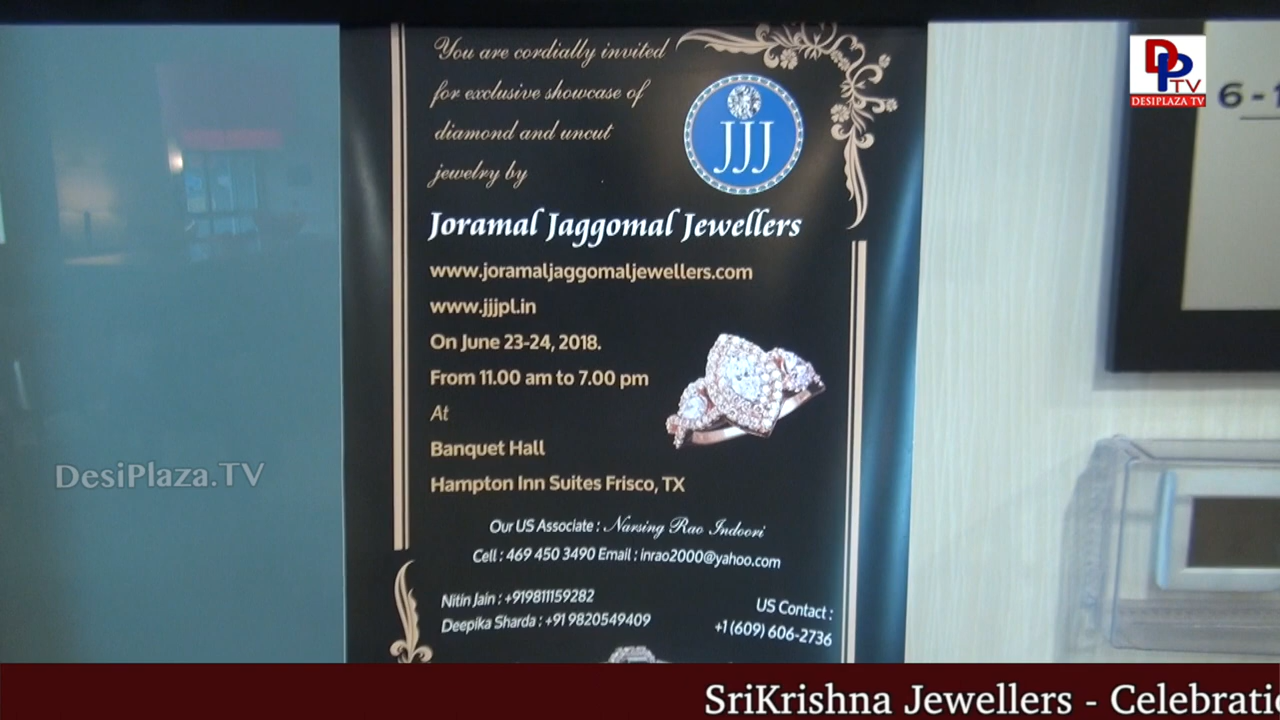 You are cordially invited
for exclusive showcase of
diamond and uncut
jewelry by
JJJ
Joramal Jaggomal Jewellers
www.joramaljaggomaljewellers.com
www.jjjpl.in
On June 23-24, 2018.
From 11.00 am to 7.00 pm
At
Banquet Hall
Hampton Inn Suites Frisco, TX
Our US Associate : Narsing Rao Indoori
Cell : 469 450 3490 Email : inrao2000@yahoo.com
Nitin Jain : +919811159282
Deepika Sharda : +91 9820549409
US Contact :
+1 (609) 606-2736
DPTV
DESIPLAZA TV
DesiPlaza.TV
SriKrishna Jewellers - Celebratio